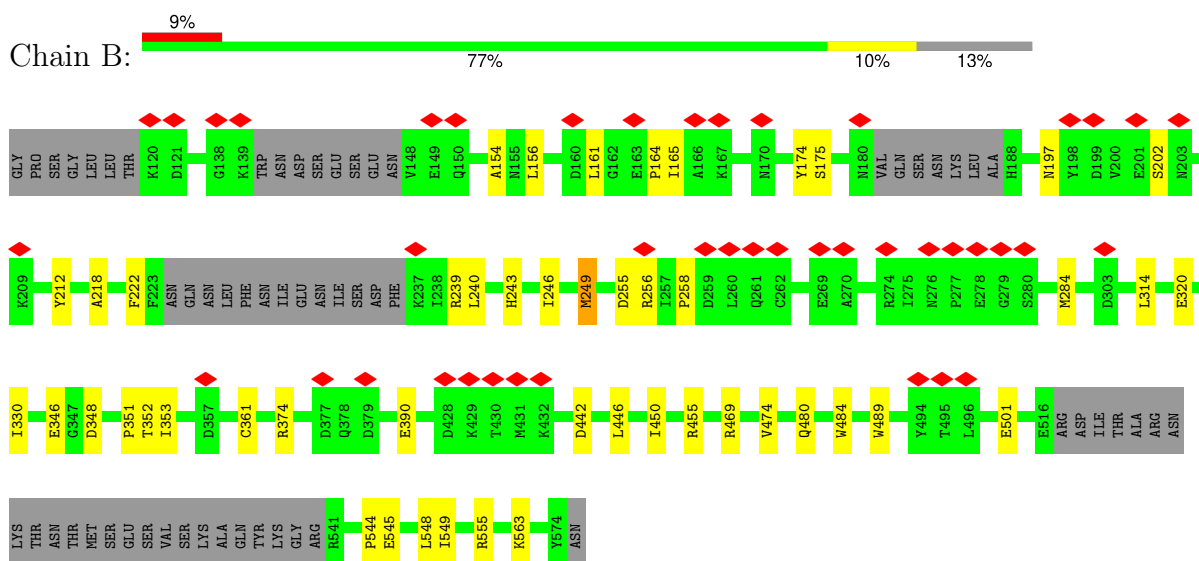 9%
Chain B:
77% 10% 13%
GLY PRO SER GLY LEU LEU THR K120 D121 G138 K139 TRP ASN ASP SER GLU SER GLU ASN V148 E149 Q150 A154 N155 L156 D160 L161 G162 E163 P164 I165 A166 K167 N170 Y174 S175 N180 VAL GLN SER ASN LYS LEU ALA H188 N197 Y198 D199 V200 E201 S202 N203
K209 Y212 A218 F222 F223 ASN GLN ASN LEU PHE ASN ILE GLU ASN ILE SER ASP PHE K237 I238 R239 L240 H243 I246 M249 D255 R256 I257 P258 D259 L260 Q261 C262 E269 A270 R274 I275 N276 P277 E278 G279 S280 M284 D303 L314 E320
I330 E346 G347 D348 P351 T352 I353 D357 C361 R374 D377 Q378 D379 E390 D428 K429 T430 M431 K432 D442 L446 I450 R455 R469 V474 Q480 W484 W489 Y494 T495 L496 E501 E516 ARG ASP ILE THR ALA ARG ASN
LYS THR ASN THR MET SER GLU SER VAL SER LYS ALA GLN TYR LYS GLY ARG R541 P544 E545 L548 I549 R555 K563 Y574 ASN